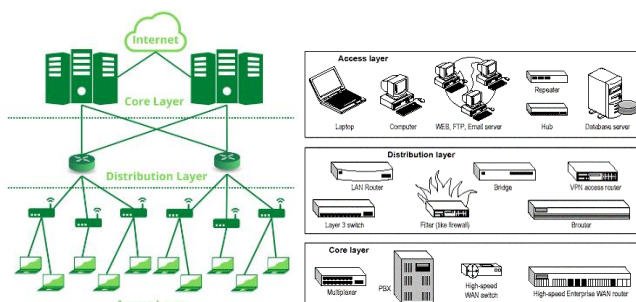 Internet
Core Layer
Distribution Layer
Access layer
Laptop
Computer
WEB, FTP, Email server
Repeater
Hub
Database server
Distribution layer
LAN Router
Bridge
VPN access router
Layer 3 switch
Filter (like firewall)
Brouter
Core layer
Multiplexer
PBX
High-speed
WAN switch
High-speed Enterprise WAN router